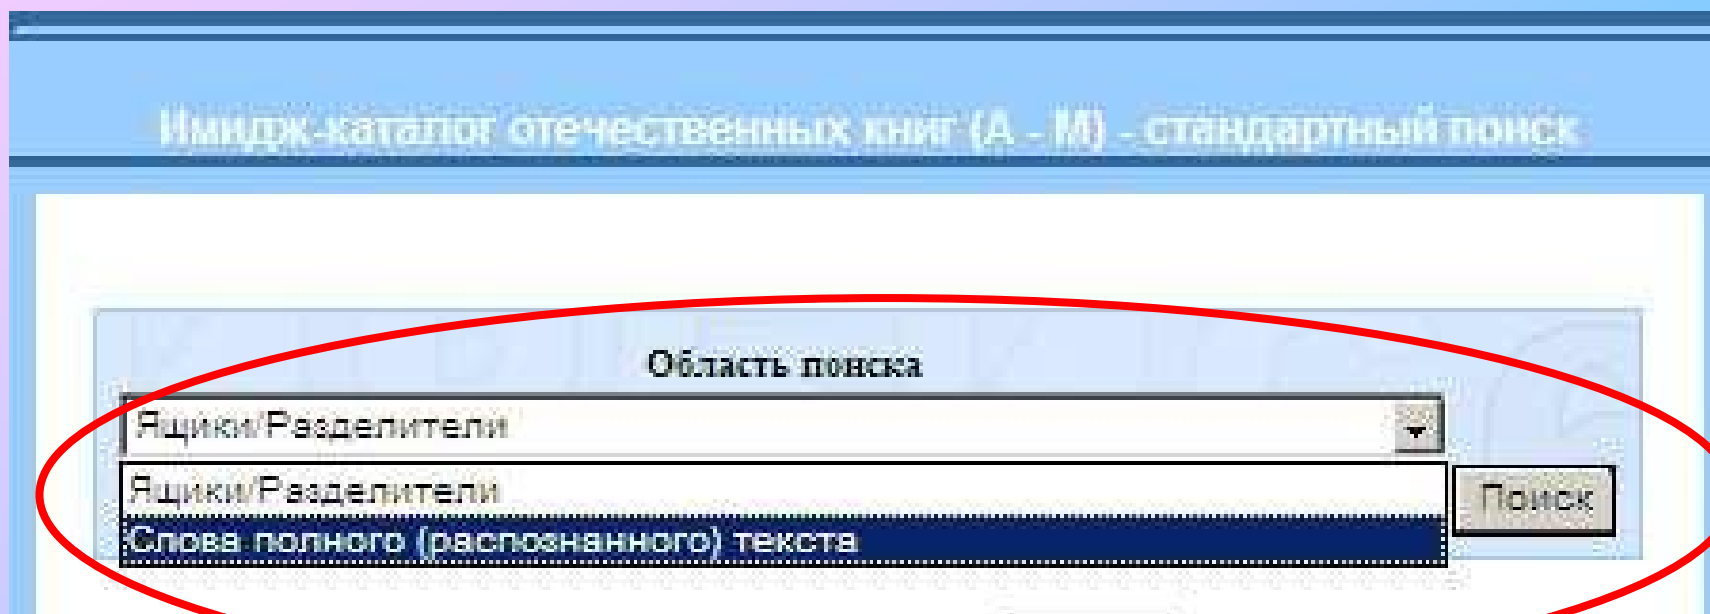 Имидж-каталог отечественных книг (А - М) - стандартный поиск
Область поиска
Ящики/Разделители
Ящики/Разделители
Поиск
Слова полного (распознанного) текста